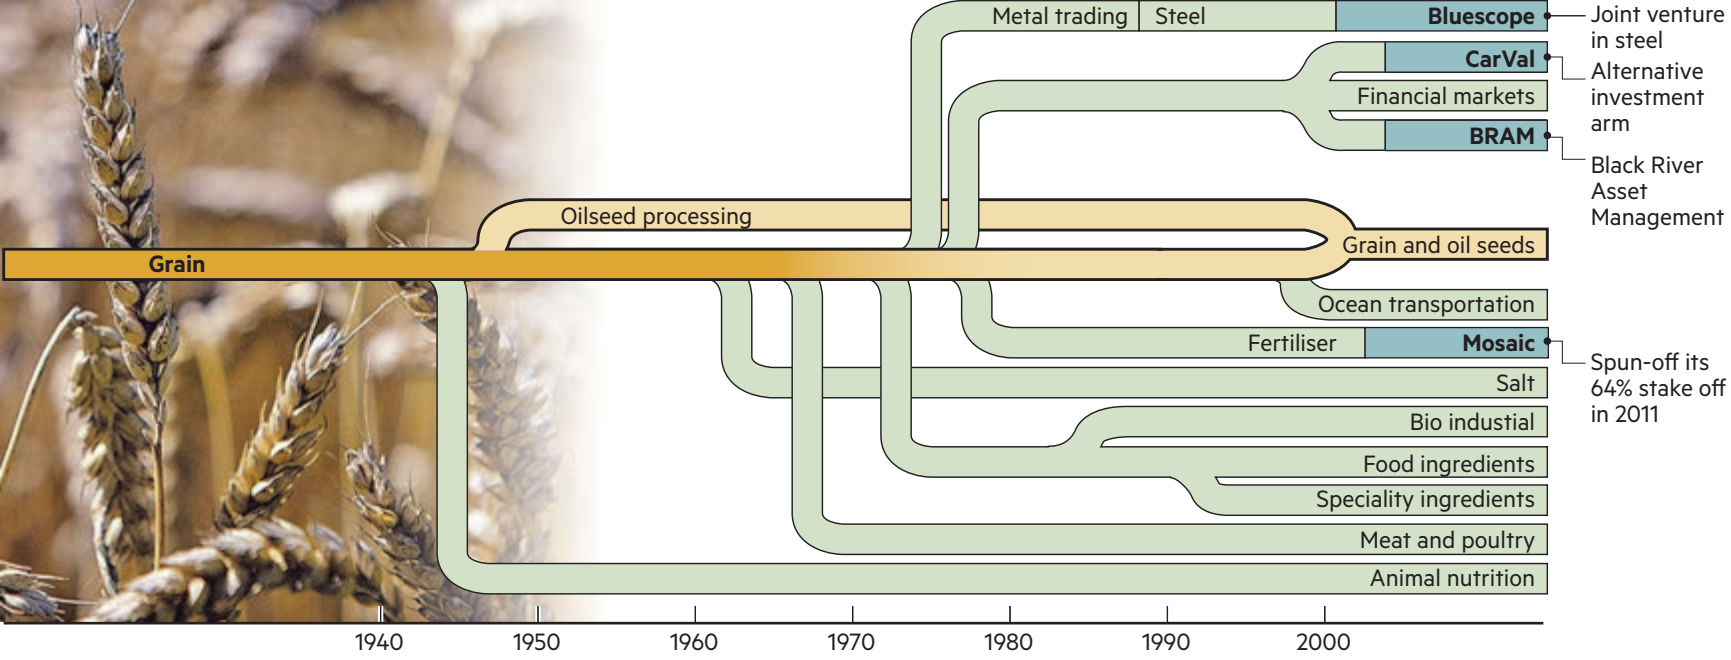 Metal trading
Steel
Bluescope
Joint venture
in steel
CarVal
Alternative
investment
arm
Financial markets
BRAM
Black River
Asset
Management
Oilseed processing
Grain
Grain and oil seeds
Ocean transportation
Fertiliser
Mosaic
Spun-off its
64% stake off
in 2011
Salt
Bio industial
Food ingredients
Speciality ingredients
Meat and poultry
Animal nutrition
1940
1950
1960
1970
1980
1990
2000